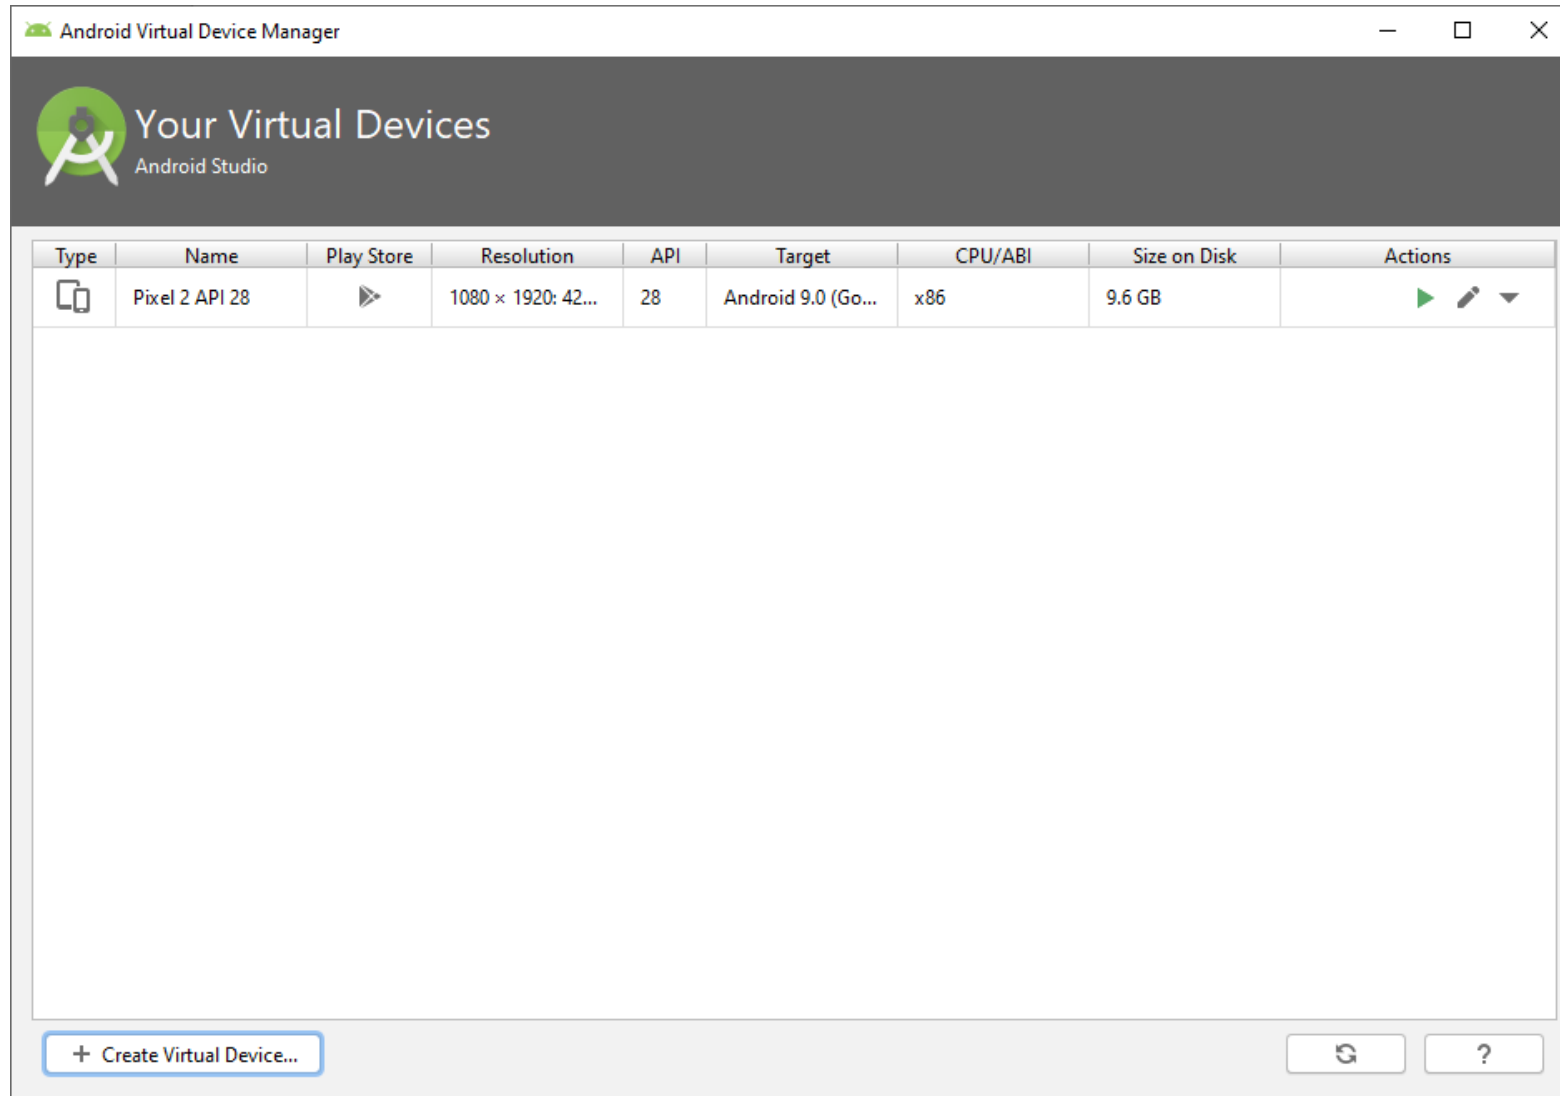 Android Virtual Device Manager
Your Virtual Devices
Android Studio
Type Name Play Store Resolution API Target CPU/ABI Size on Disk Actions
Pixel 2 API 28 1080 × 1920: 42... 28 Android 9.0 (Go... x86 9.6 GB
+ Create Virtual Device... ?